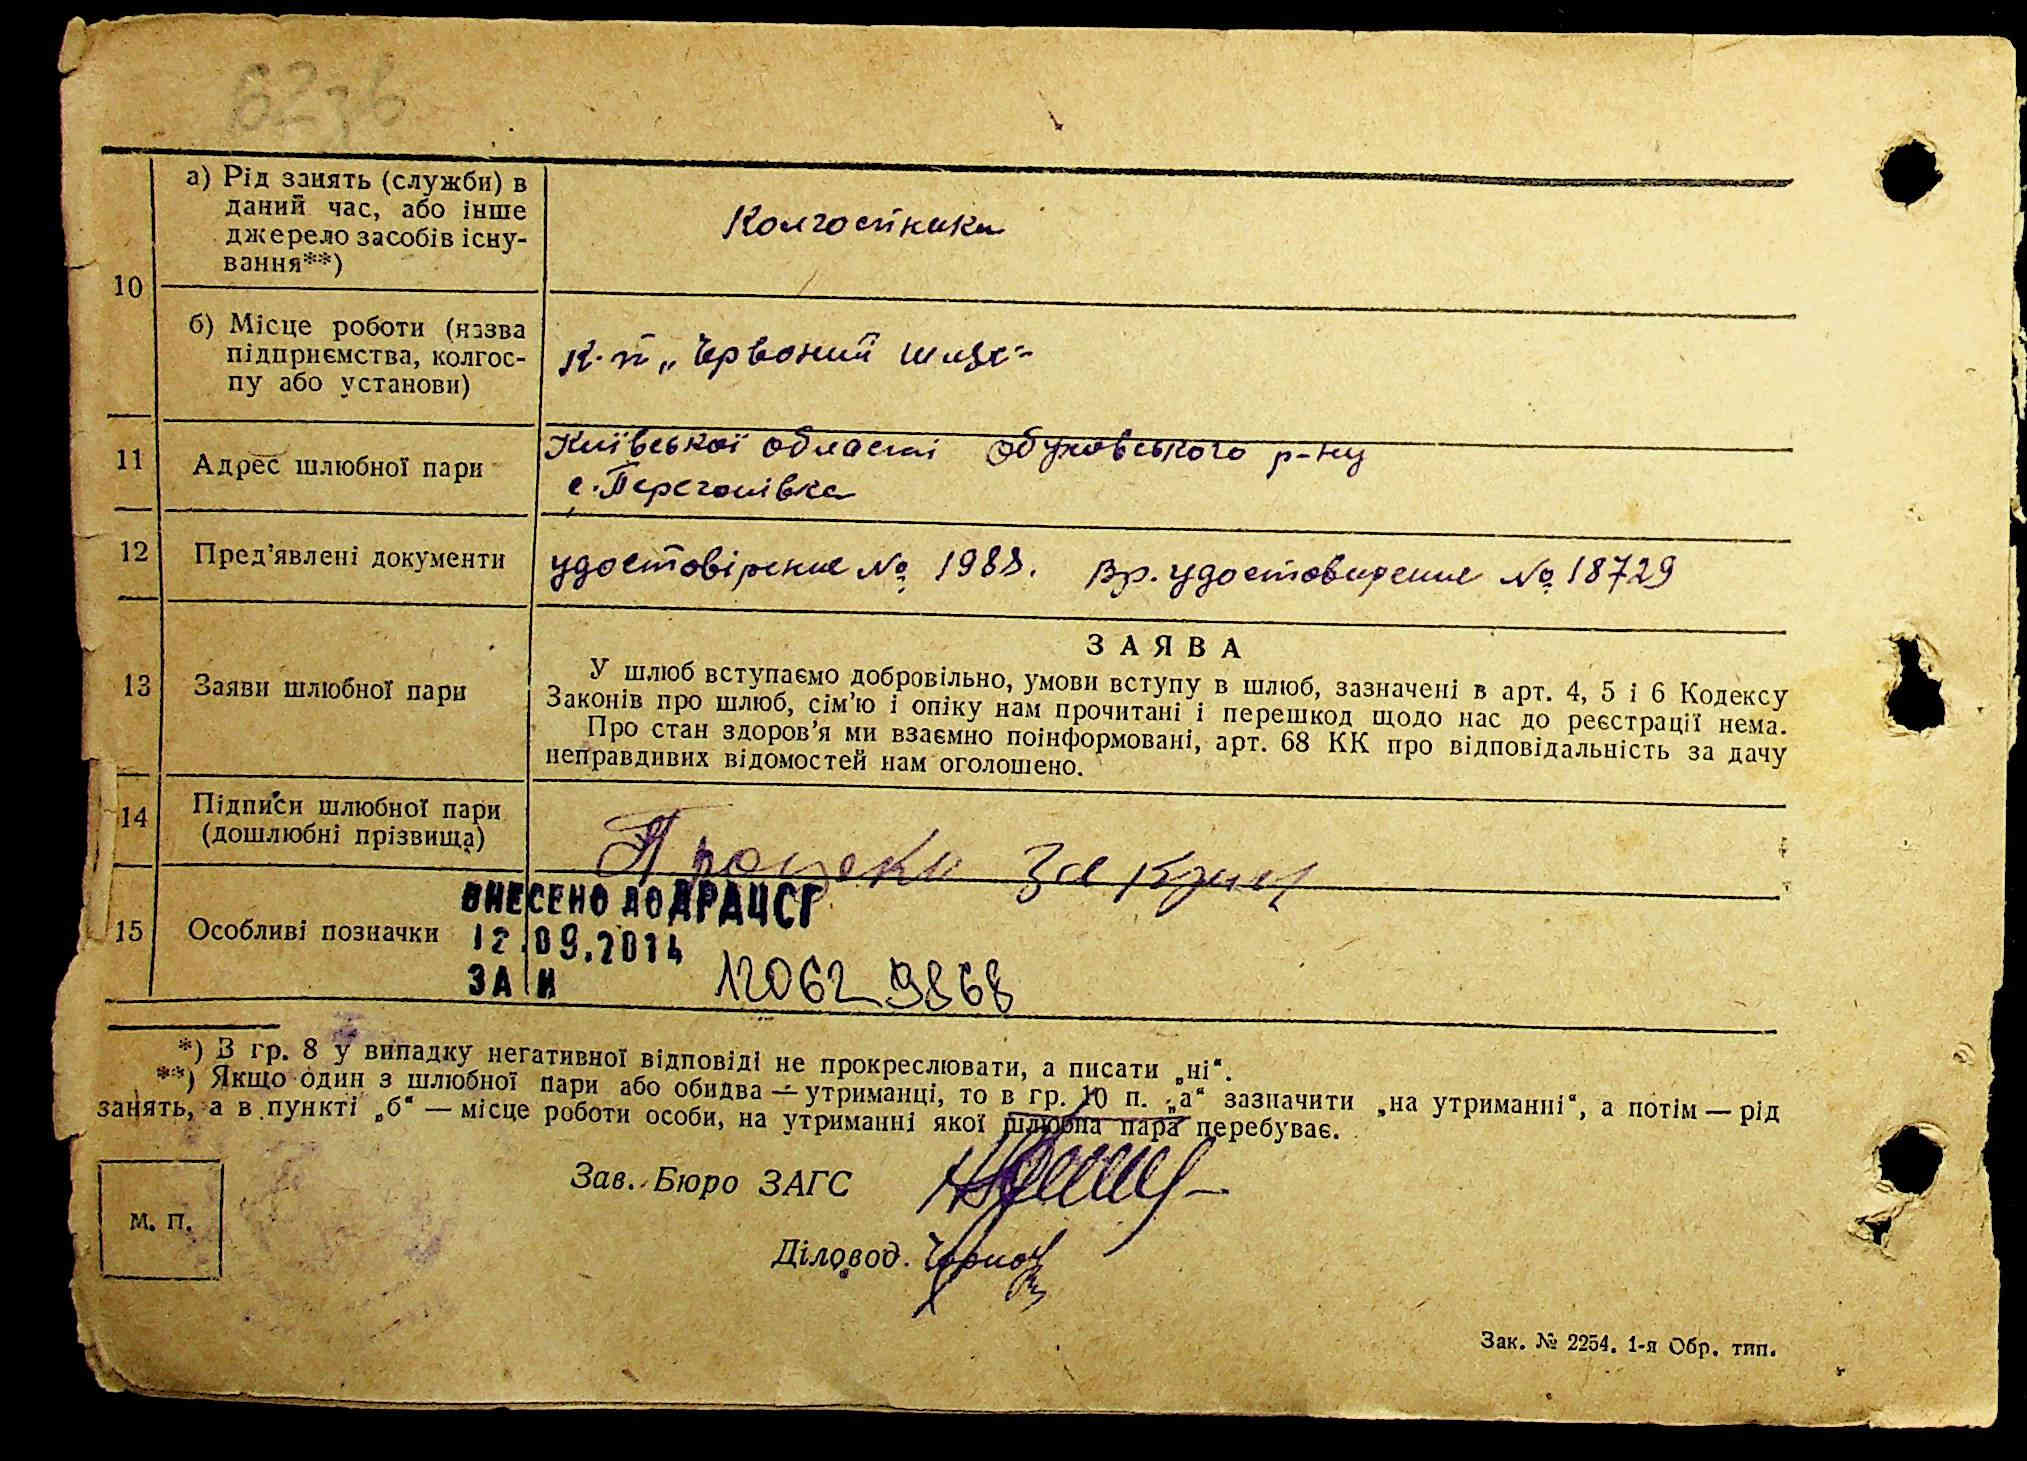 а) Рід занять (служби) в
даний час, або інше
джерело засобів існу-
вання**)
Колгоспники
10
б) Місце роботи (назва
підприємства, колгос-
пу або установи)
К-п „Червоний шлях"
11 Адрес шлюбної пари
Київської області Обуховського р-ну
с. Перегонівка
12 Пред'явлені документи
удостовірение № 1988. Вр. удостоверение № 18729
13 Заяви шлюбної пари
ЗАЯВА
У шлюб вступаємо добровільно, умови вступу в шлюб, зазначені в арт. 4, 5 і 6 Кодексу
Законів про шлюб, сім'ю і опіку нам прочитані і перешкод щодо нас до реєстрації нема.
Про стан здоров'я ми взаємно поінформовані, арт. 68 КК про відповідальність за дачу
неправдивих відомостей нам оголошено.
14 Підписи шлюбної пари
(дошлюбні прізвища)
15 Особливі позначки
ВНЕСЕНО ДО ДРАЦСГ
12.09.2014
ЗА N 12062 9868
*) В гр. 8 у випадку негативної відповіді не прокреслювати, а писати „ні“.
**) Якщо один з шлюбної пари або обидва — утриманці, то в гр. 10 п. „а“ зазначити „на утриманні“, а потім — рід
занять, а в пункті „б“ — місце роботи особи, на утриманні якої шлюбна пара перебуває.
Зав. Бюро ЗАГС
М. П.
Діловод.
Зак. № 2254. 1-я Обр. тип.